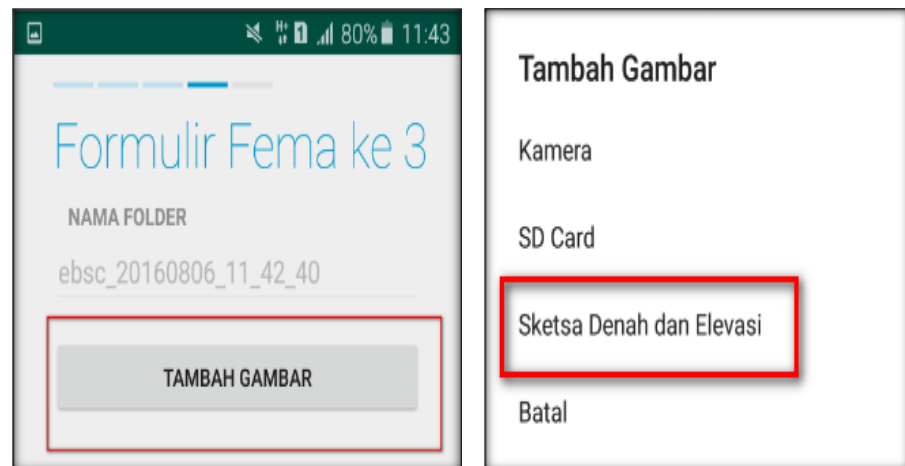 H+ 1 80% 11:43
Formulir Fema ke 3
NAMA FOLDER
ebsc_20160806_11_42_40
TAMBAH GAMBAR
Tambah Gambar
Kamera
SD Card
Sketsa Denah dan Elevasi
Batal